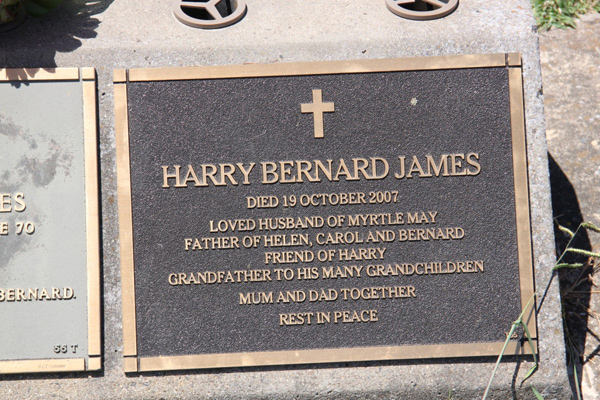 ES
E 70
BERNARD.
55 T
HARRY BERNARD JAMES
DIED 19 OCTOBER 2007
LOVED HUSBAND OF MYRTLE MAY
FATHER OF HELEN, CAROL AND BERNARD
FRIEND OF HARRY
GRANDFATHER TO HIS MANY GRANDCHILDREN
MUM AND DAD TOGETHER
REST IN PEACE